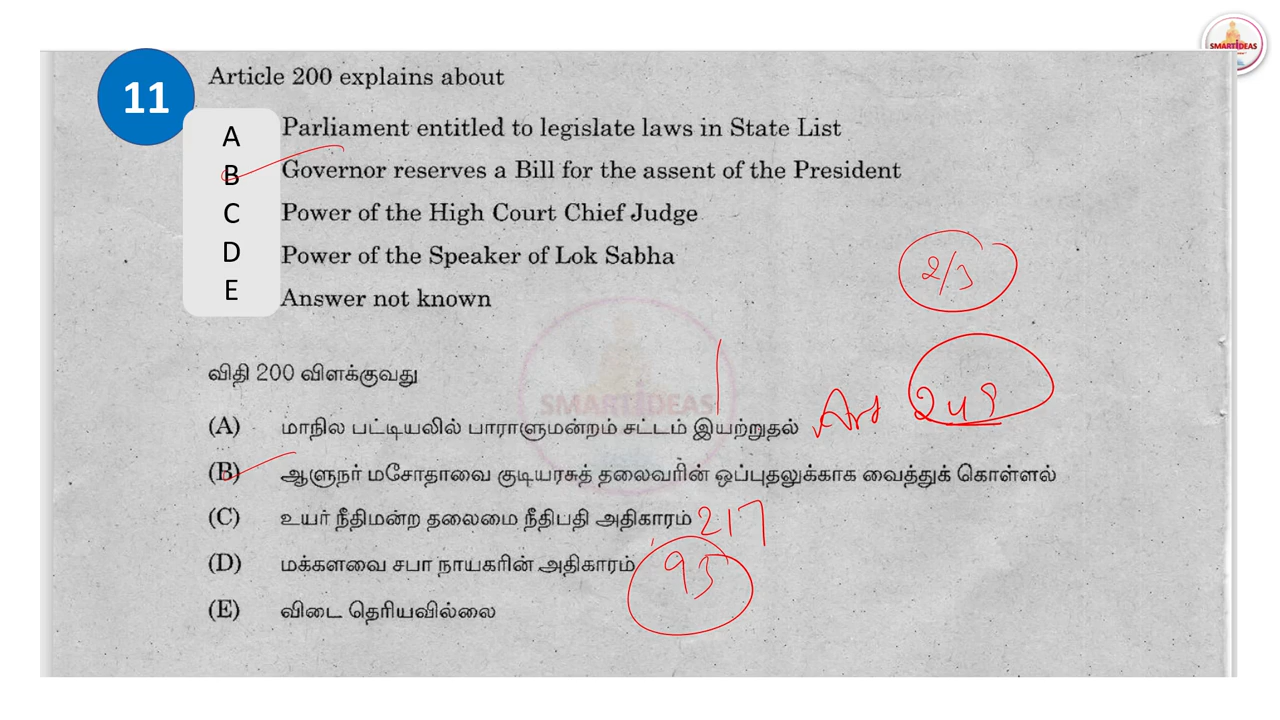 SMARTIDEAS
11
Article 200 explains about
A Parliament entitled to legislate laws in State List
B Governor reserves a Bill for the assent of the President
C Power of the High Court Chief Judge
D Power of the Speaker of Lok Sabha
E Answer not known
2/3
SMARTIDEAS
விதி 200 விளக்குவது
(A) மாநில பட்டியலில் பாராளுமன்றம் சட்டம் இயற்றுதல் Art 249
(B) ஆளுநர் மசோதாவை குடியரசுத் தலைவரின் ஒப்புதலுக்காக வைத்துக் கொள்ளல்
(C) உயர் நீதிமன்ற தலைமை நீதிபதி அதிகாரம் 217
(D) மக்களவை சபா நாயகரின் அதிகாரம் 93
(E) விடை தெரியவில்லை